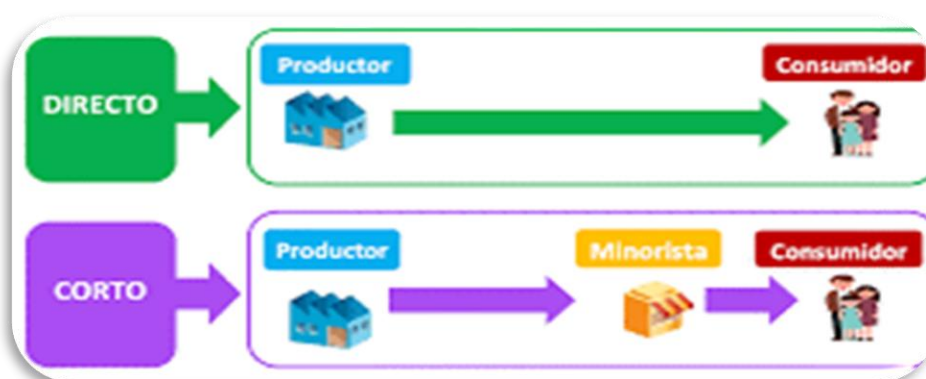 DIRECTO
Productor
Consumidor
CORTO
Productor
Minorista
Consumidor